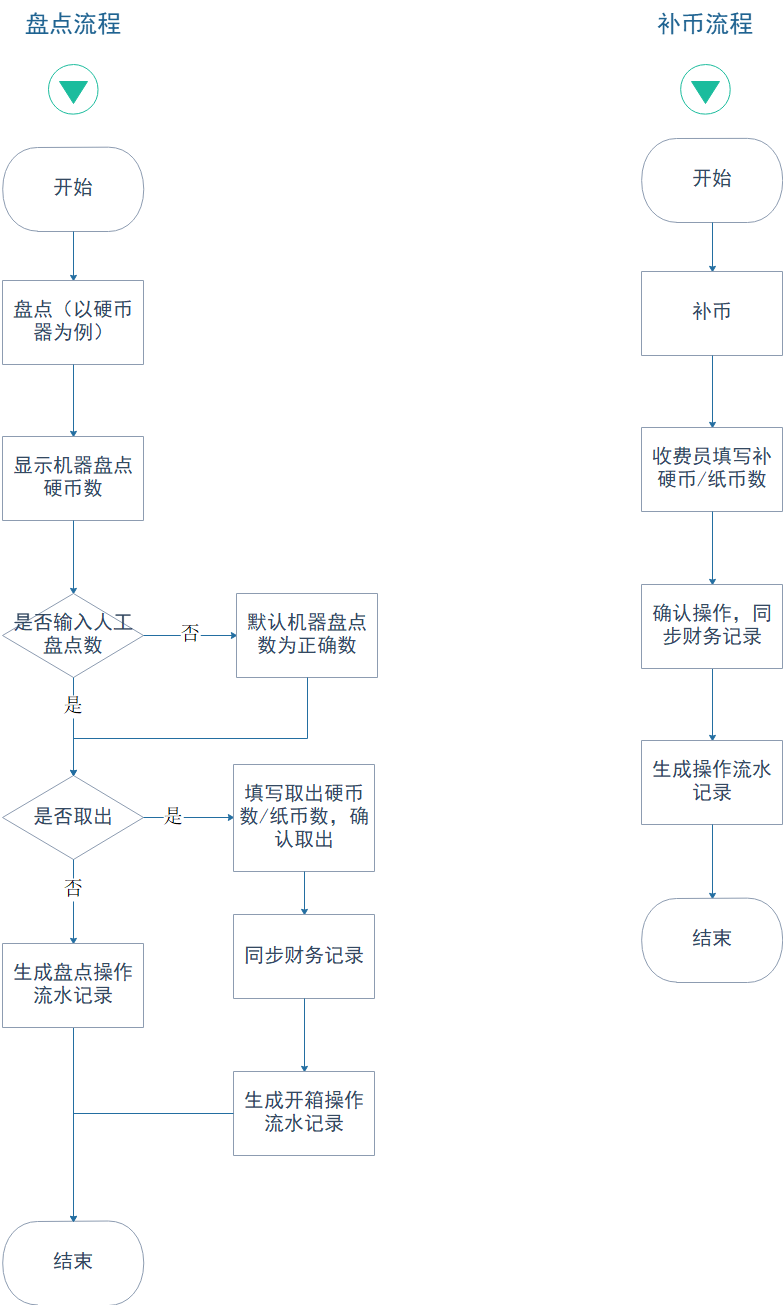 盘点流程
开始
盘点（以硬币
器为例）
显示机器盘点
硬币数
是否输入人工
盘点数
否
默认机器盘点
数为正确数
是
是否取出
是
填写取出硬币
数/纸币数，确
认取出
否
同步财务记录
生成盘点操作
流水记录
生成开箱操作
流水记录
结束
补币流程
开始
补币
收费员填写补
硬币/纸币数
确认操作，同
步财务记录
生成操作流水
记录
结束